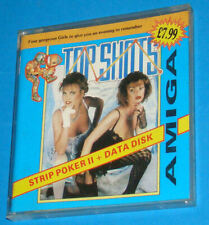 Four gorgeous Girls to give you an evening to remember
TOP SHOTS
£7.99
STRIP POKER II + DATA DISK
AMIGA